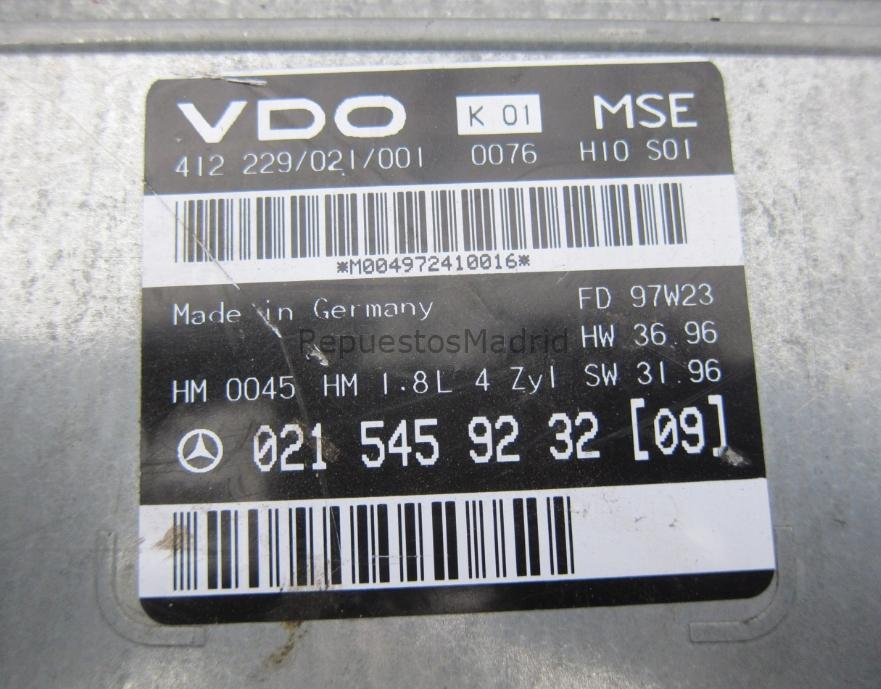 VDO K 01 MSE
412 229/021/001 0076 H10 S01
*M004972410016*
Made in Germany FD 97W23
RepuestosMadrid HW 36.96
HM 0045 HM 1.8L 4 Zyl SW 31.96
021 545 92 32 [09]